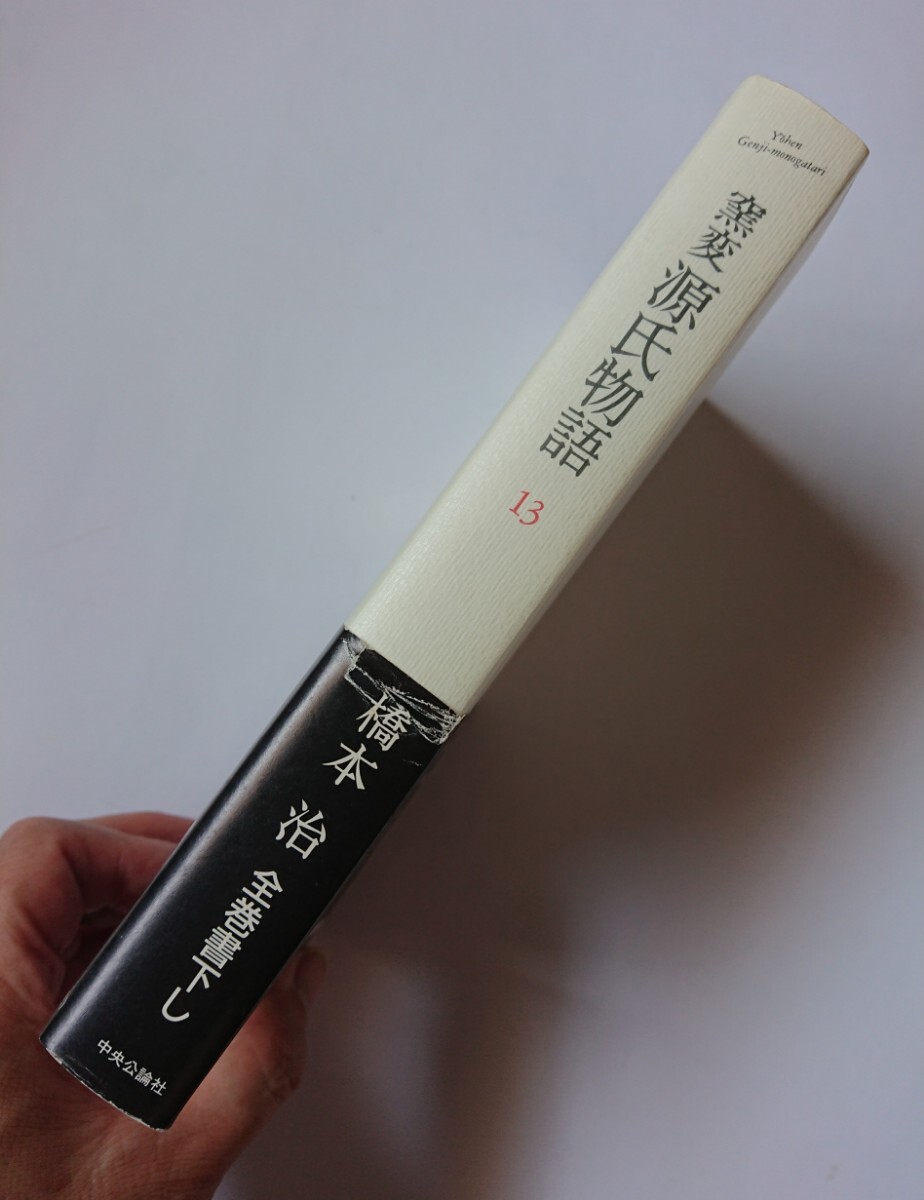 Yōhen
Genji-monogatari
窯変 源氏物語
13
橋本 治
全巻書下し
中央公論社